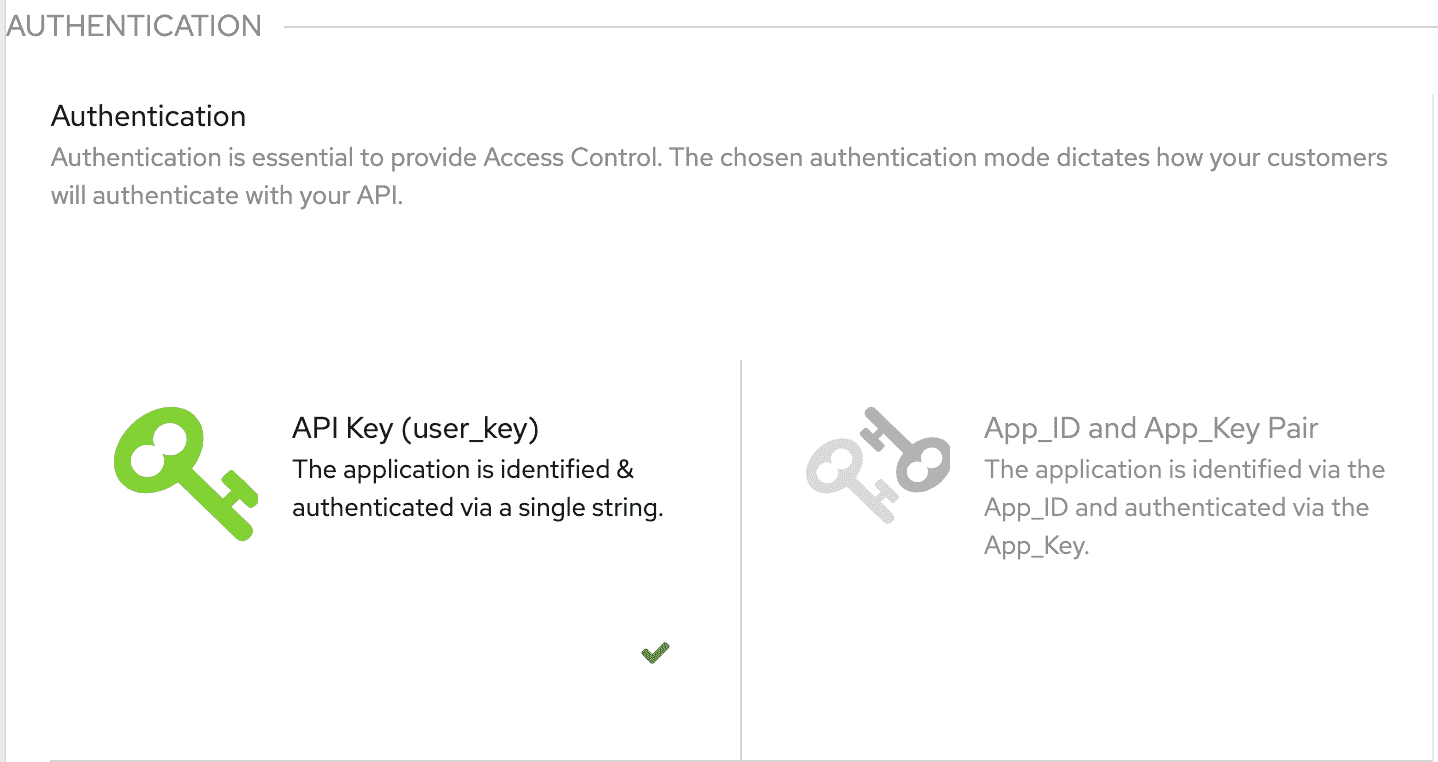 AUTHENTICATION
Authentication
Authentication is essential to provide Access Control. The chosen authentication mode dictates how your customers
will authenticate with your API.
API Key (user_key)
The application is identified &
authenticated via a single string.
App_ID and App_Key Pair
The application is identified via the
App_ID and authenticated via the
App_Key.